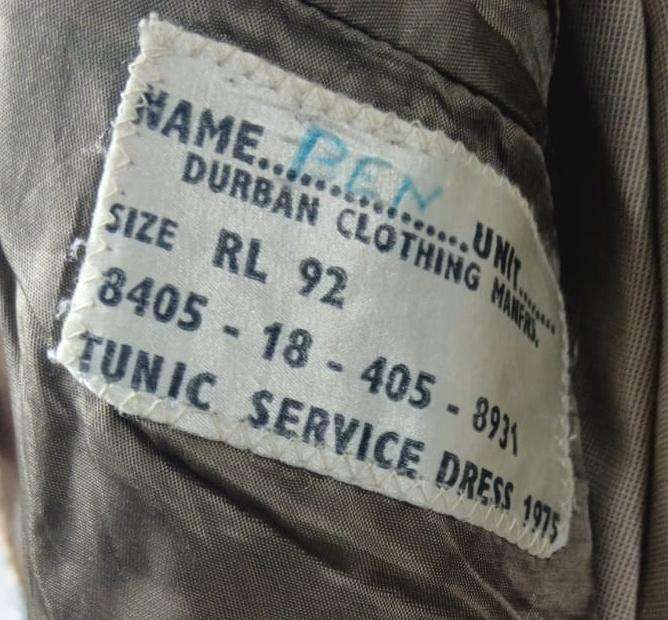 NAME.....PEN..........UNIT.......
DURBAN CLOTHING MANFRS.
SIZE RL 92
8405 - 18 - 405 - 8931
TUNIC SERVICE DRESS 1975